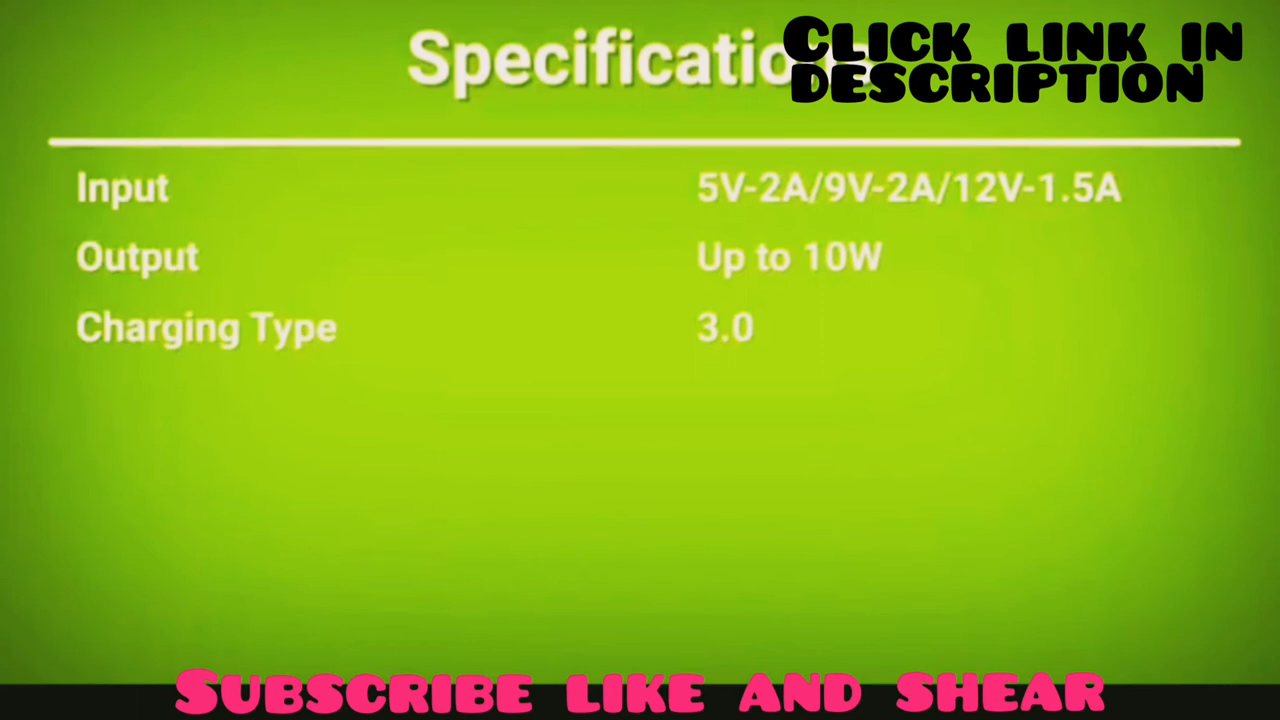 Specificatio
CLICK LINK IN
DESCRIPTION
Input 5V-2A/9V-2A/12V-1.5A
Output Up to 10W
Charging Type 3.0
SUBSCRIBE LIKE AND SHEAR